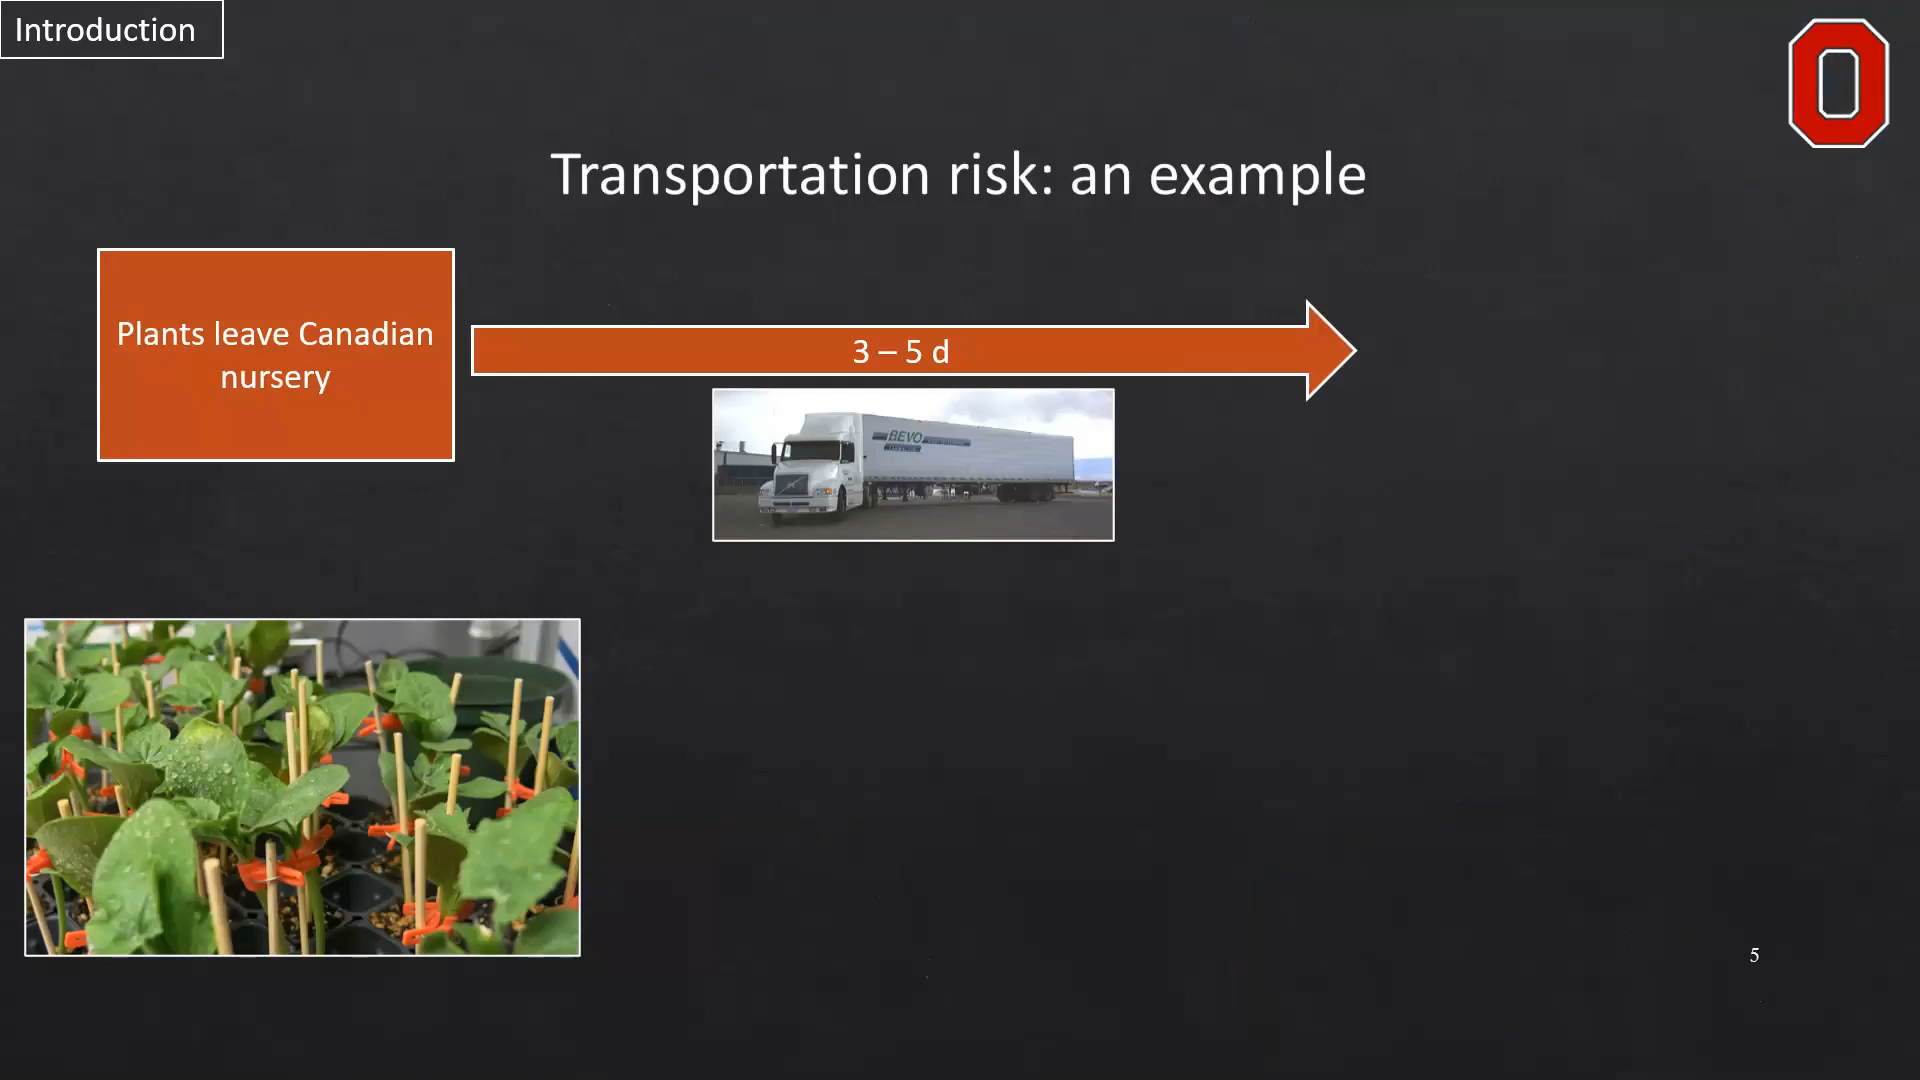 Introduction
Transportation risk: an example
Plants leave Canadian
nursery
3 – 5 d
BEVO
5